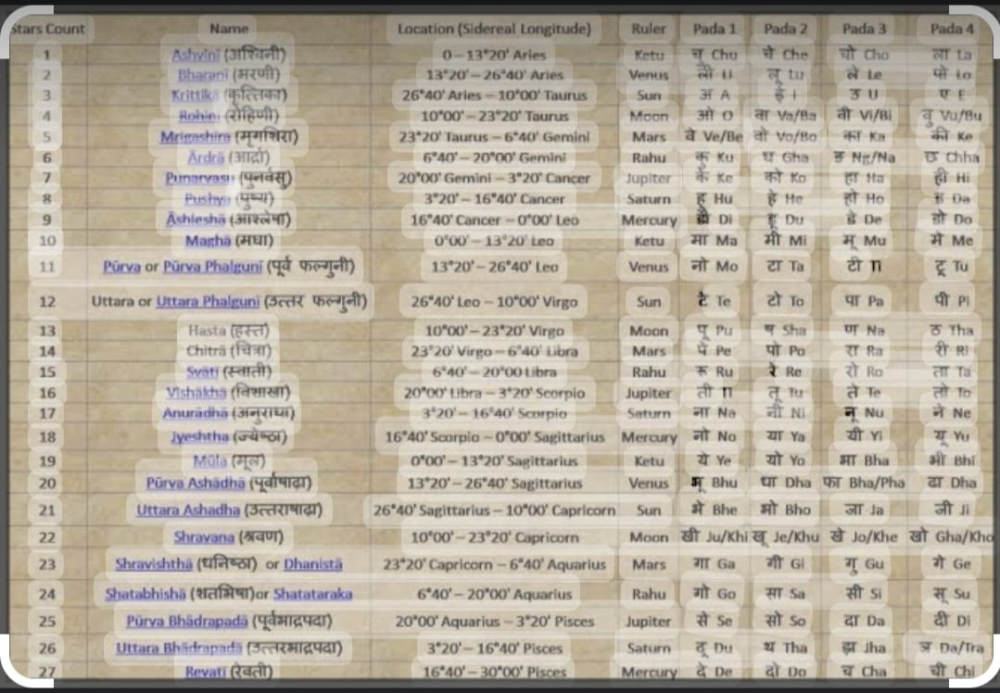 Stars Count Name Location (Sidereal Longitude) Ruler Pada 1 Pada 2 Pada 3 Pada 4
1 Ashvinī (अश्विनी) 0–13°20' Aries Ketu चु Chu चे Che चो Cho ला La
2 Bharanī (भरणी) 13°20'–26°40' Aries Venus ली Li लू Lu ले Le पो Lo
3 Krittikā (कृत्तिका) 26°40' Aries–10°00' Taurus Sun अ A ई I उ U ए E
4 Rohini (रोहिणी) 10°00'–23°20' Taurus Moon ओ O वा Va/Ba वी Vi/Bi वु Vu/Bu
5 Mrigashīra (मृगशिरा) 23°20' Taurus–6°40' Gemini Mars वे Ve/Be वो Vo/Bo का Ka की Ke
6 Ārdrā (आर्द्रा) 6°40'–20°00' Gemini Rahu कु Ku घ Gha ङ Ng/Na छ Chha
7 Punarvasu (पुनर्वसु) 20°00' Gemini–3°20' Cancer Jupiter के Ke को Ko हा Ha ही Hi
8 Pushya (पुष्य) 3°20'–16°40' Cancer Saturn हु Hu हे He हो Ho ड Da
9 Āshleshā (आश्लेषा) 16°40' Cancer–0°00' Leo Mercury डी Di डू Du डे De डो Do
10 Maghā (मघा) 0°00'–13°20' Leo Ketu मा Ma मी Mi मू Mu मे Me
11 Pūrva or Pūrva Phalgunī (पूर्व फल्गुनी) 13°20'–26°40' Leo Venus नो Mo टा Ta टी TI टू Tu
12 Uttara or Uttara Phalgunī (उत्तर फल्गुनी) 26°40' Leo–10°00' Virgo Sun टे Te टो To पा Pa पी Pi
13 Hasta (हस्त) 10°00'–23°20' Virgo Moon पू Pu ष Sha ण Na ठ Tha
14 Chitrā (चित्रा) 23°20' Virgo–6°40' Libra Mars पे Pe पो Po रा Ra री Ri
15 Svāti (स्वाती) 6°40'–20°00 Libra Rahu रू Ru रे Re रो Ro ता Ta
16 Vishākhā (विशाखा) 20°00' Libra–3°20' Scorpio Jupiter ती TI तू Tu ते Te तो To
17 Anurādhā (अनुराधा) 3°20'–16°40' Scorpio Saturn ना Na नी Ni नू Nu ने Ne
18 Jyeshtha (ज्येष्ठा) 16°40' Scorpio–0°00' Sagittarius Mercury नो No या Ya यी Yi यू Yu
19 Mūla (मूल) 0°00'–13°20' Sagittarius Ketu ये Ye यो Yo भा Bha भी Bhi
20 Pūrva Ashādhā (पूर्वाषाढ़ा) 13°20'–26°40' Sagittarius Venus भू Bhu धा Dha फा Bha/Pha ढा Dha
21 Uttara Ashadha (उत्तराषाढ़ा) 26°40' Sagittarius–10°00' Capricorn Sun भे Bhe भो Bho जा Ja जी Ji
22 Shravana (श्रवण) 10°00'–23°20' Capricorn Moon खी Ju/Khi खू Je/Khu खे Jo/Khe खो Gha/Kho
23 Shravishthā (धनिष्ठा) or Dhanistā 23°20' Capricorn–6°40' Aquarius Mars गा Ga गी Gi गु Gu गे Ge
24 Shatabhishā (शतभिषा)or Shatataraka 6°40'–20°00' Aquarius Rahu गो Go सा Sa सी Si सू Su
25 Pūrva Bhādrapadā (पूर्वभाद्रपदा) 20°00' Aquarius–3°20' Pisces Jupiter से Se सो So दा Da दी Di
26 Uttara Bhādrapadā (उत्तरभाद्रपदा) 3°20'–16°40' Pisces Saturn दू Du थ Tha झ Jha ञ Da/Tra
27 Revatī (रेवती) 16°40'–30°00' Pisces Mercury दे De दो Do च Cha ची Chi